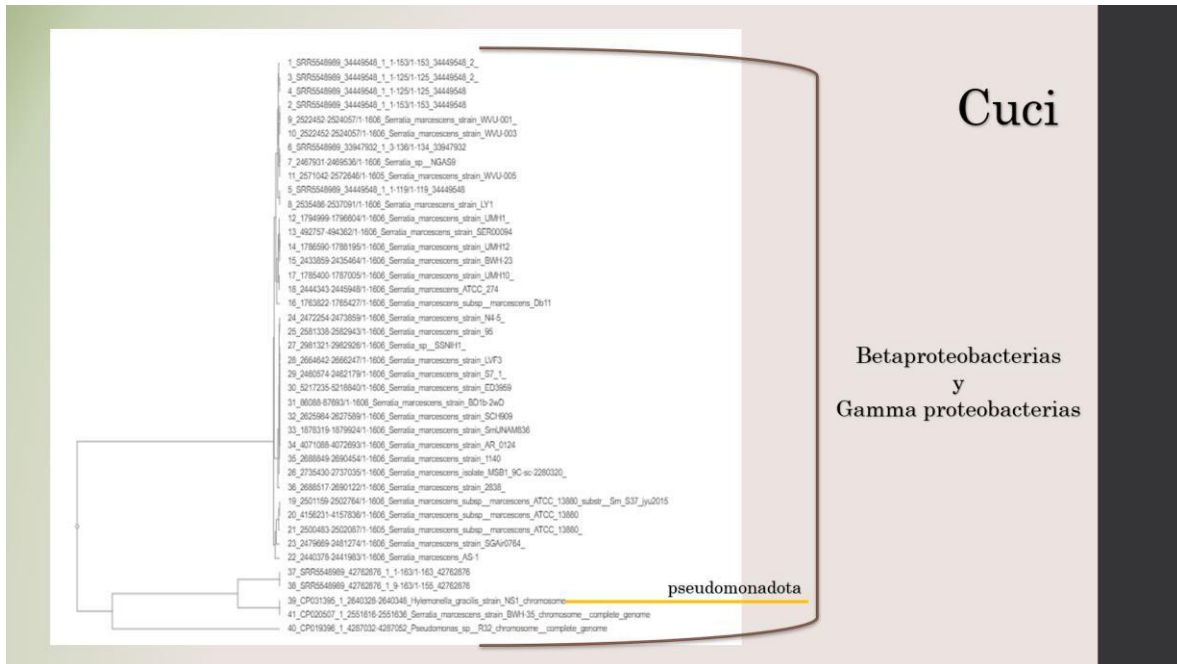 1_SRR5548989_34449548_1_1-153/1-153_34449548_2_
3_SRR5548989_34449548_1_1-125/1-125_34449548_2_
4_SRR5548989_34449548_1_1-125/1-125_34449548
2_SRR5548989_34449548_1_1-153/1-153_34449548
9_2522452-2524057/1-1606_Serratia_marcescens_strain_WVU-001_
10_2522452-2524057/1-1606_Serratia_marcescens_strain_WVU-003
6_SRR5548989_33947932_1_3-136/1-134_33947932
7_2467931-2469536/1-1606_Serratia_sp__NGAS9
11_2571042-2572646/1-1605_Serratia_marcescens_strain_WVU-005
5_SRR5548989_34449548_1_1-119/1-119_34449548
8_2535486-2537091/1-1606_Serratia_marcescens_strain_LY1
12_1794999-1796604/1-1606_Serratia_marcescens_strain_UMH1_
13_492757-494362/1-1606_Serratia_marcescens_strain_SER00094
14_1786590-1788195/1-1606_Serratia_marcescens_strain_UMH12
15_2433859-2435464/1-1606_Serratia_marcescens_strain_BWH-23
17_1785400-1787005/1-1606_Serratia_marcescens_strain_UMH10_
18_2444343-2445948/1-1606_Serratia_marcescens_ATCC_274
16_1763822-1765427/1-1606_Serratia_marcescens_subsp__marcescens_Db11
24_2472254-2473859/1-1606_Serratia_marcescens_strain_N4-5_
25_2581338-2582943/1-1606_Serratia_marcescens_strain_95
27_2981321-2982926/1-1606_Serratia_sp__SSNIH1_
28_2664642-2666247/1-1606_Serratia_marcescens_strain_LVF3
29_2460574-2462179/1-1606_Serratia_marcescens_strain_S7_1_
30_5217235-5218840/1-1606_Serratia_marcescens_strain_ED3959
31_86088-87693/1-1606_Serratia_marcescens_strain_BD1b-2wD
32_2625984-2627589/1-1606_Serratia_marcescens_strain_SCH909
33_1878319-1879924/1-1606_Serratia_marcescens_strain_SmUNAM836
34_4071088-4072693/1-1606_Serratia_marcescens_strain_AR_0124
35_2688849-2690454/1-1606_Serratia_marcescens_strain_1140
26_2735430-2737035/1-1606_Serratia_marcescens_isolate_MSB1_9C-sc-2280320_
36_2688517-2690122/1-1606_Serratia_marcescens_strain_2838_
19_2501159-2502764/1-1606_Serratia_marcescens_subsp__marcescens_ATCC_13880_substr__Sm_S37_jyu2015
20_4156231-4157836/1-1606_Serratia_marcescens_subsp__marcescens_ATCC_13880
21_2500483-2502087/1-1605_Serratia_marcescens_subsp__marcescens_ATCC_13880_
23_2479669-2481274/1-1606_Serratia_marcescens_strain_SGAir0764_
22_2440378-2441983/1-1606_Serratia_marcescens_AS-1
37_SRR5548989_42762876_1_1-163/1-163_42762876
38_SRR5548989_42762876_1_9-163/1-155_42762876
39_CP031395_1_2640326-2640346_Hylemonella_gracilis_strain_NS1_chromosome
41_CP020507_1_2551616-2551636_Serratia_marcescens_strain_BWH-35_chromosome__complete_genome
40_CP019396_1_4287032-4287052_Pseudomonas_sp__R32_chromosome__complete_genome
pseudomonadota
Cuci
Betaproteobacterias
y
Gamma proteobacterias